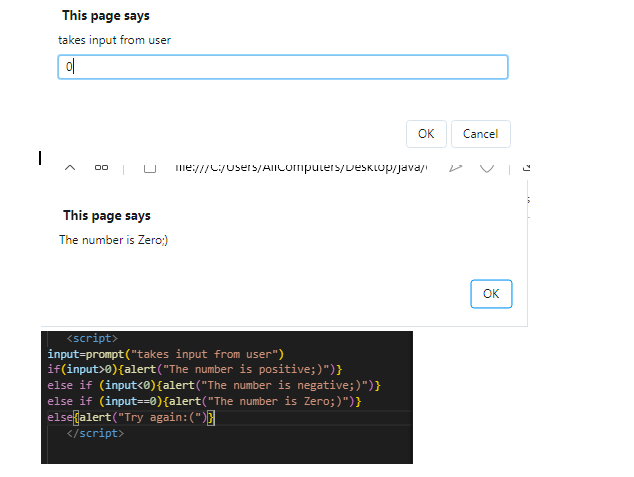 This page says
takes input from user
0
OK Cancel
file:///C:/Users/AliComputers/Desktop/java/
This page says
The number is Zero;)
OK
<script>
input=prompt("takes input from user")
if(input>0){alert("The number is positive;)")}
else if (input<0){alert("The number is negative;)")}
else if (input==0){alert("The number is Zero;)")}
else{alert("Try again:(")}
</script>